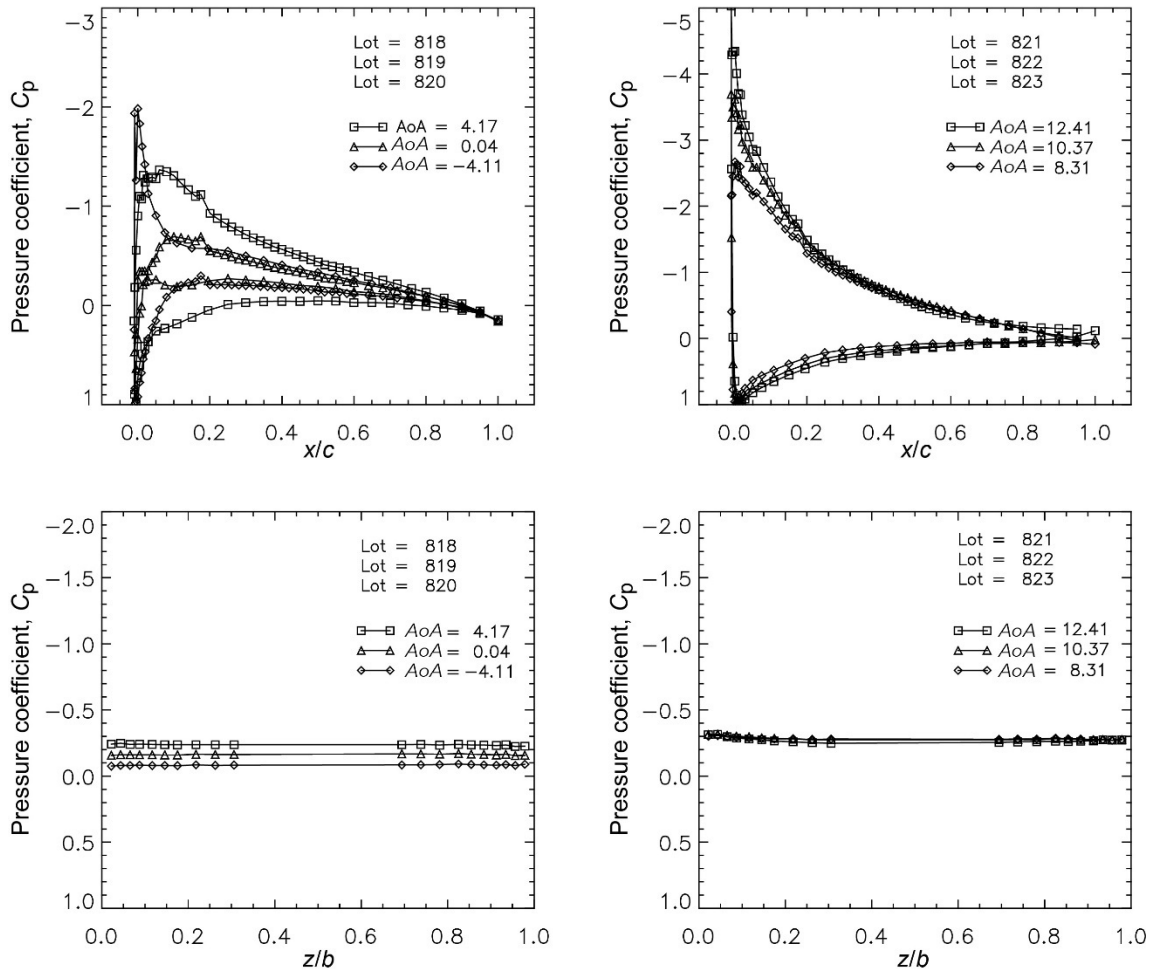 Pressure coefficient, Cp
-3
-2
-1
0
1
Lot = 818
Lot = 819
Lot = 820
AoA = 4.17
AoA = 0.04
AoA = −4.11
0.0 0.2 0.4 0.6 0.8 1.0
x/c
Pressure coefficient, Cp
-5
-4
-3
-2
-1
0
1
Lot = 821
Lot = 822
Lot = 823
AoA = 12.41
AoA = 10.37
AoA = 8.31
0.0 0.2 0.4 0.6 0.8 1.0
x/c
Pressure coefficient, Cp
-2.0
-1.5
-1.0
-0.5
0.0
0.5
1.0
Lot = 818
Lot = 819
Lot = 820
AoA = 4.17
AoA = 0.04
AoA = −4.11
0.0 0.2 0.4 0.6 0.8 1.0
z/b
Pressure coefficient, Cp
-2.0
-1.5
-1.0
-0.5
0.0
0.5
1.0
Lot = 821
Lot = 822
Lot = 823
AoA = 12.41
AoA = 10.37
AoA = 8.31
0.0 0.2 0.4 0.6 0.8 1.0
z/b